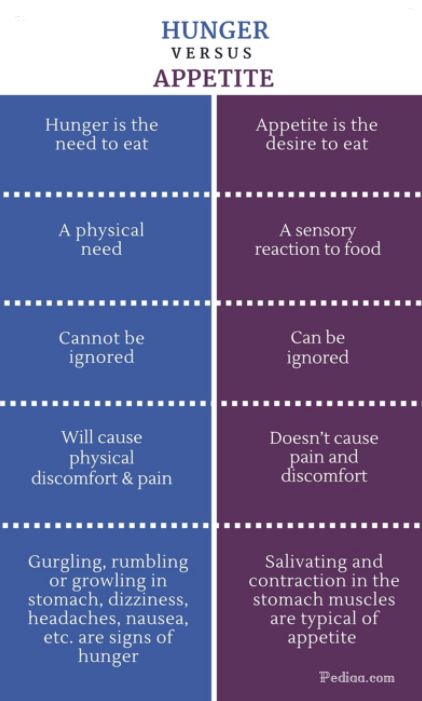 HUNGER
VERSUS
APPETITE
Hunger is the
need to eat
Appetite is the
desire to eat
A physical
need
A sensory
reaction to food
Cannot be
ignored
Can be
ignored
Will cause
physical
discomfort & pain
Doesn't cause
pain and
discomfort
Gurgling, rumbling
or growling in
stomach, dizziness,
headaches, nausea,
etc. are signs of
hunger
Salivating and
contraction in the
stomach muscles
are typical of
appetite
Pediaa.com